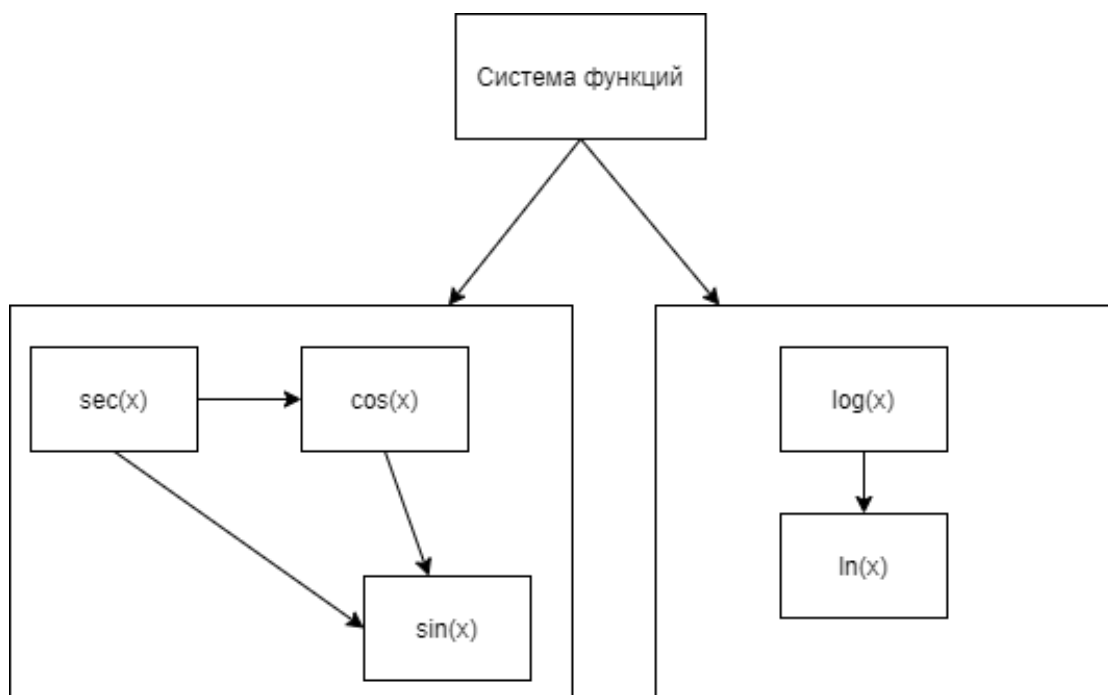 Система функций
sec(x)
cos(x)
log(x)
ln(x)
sin(x)